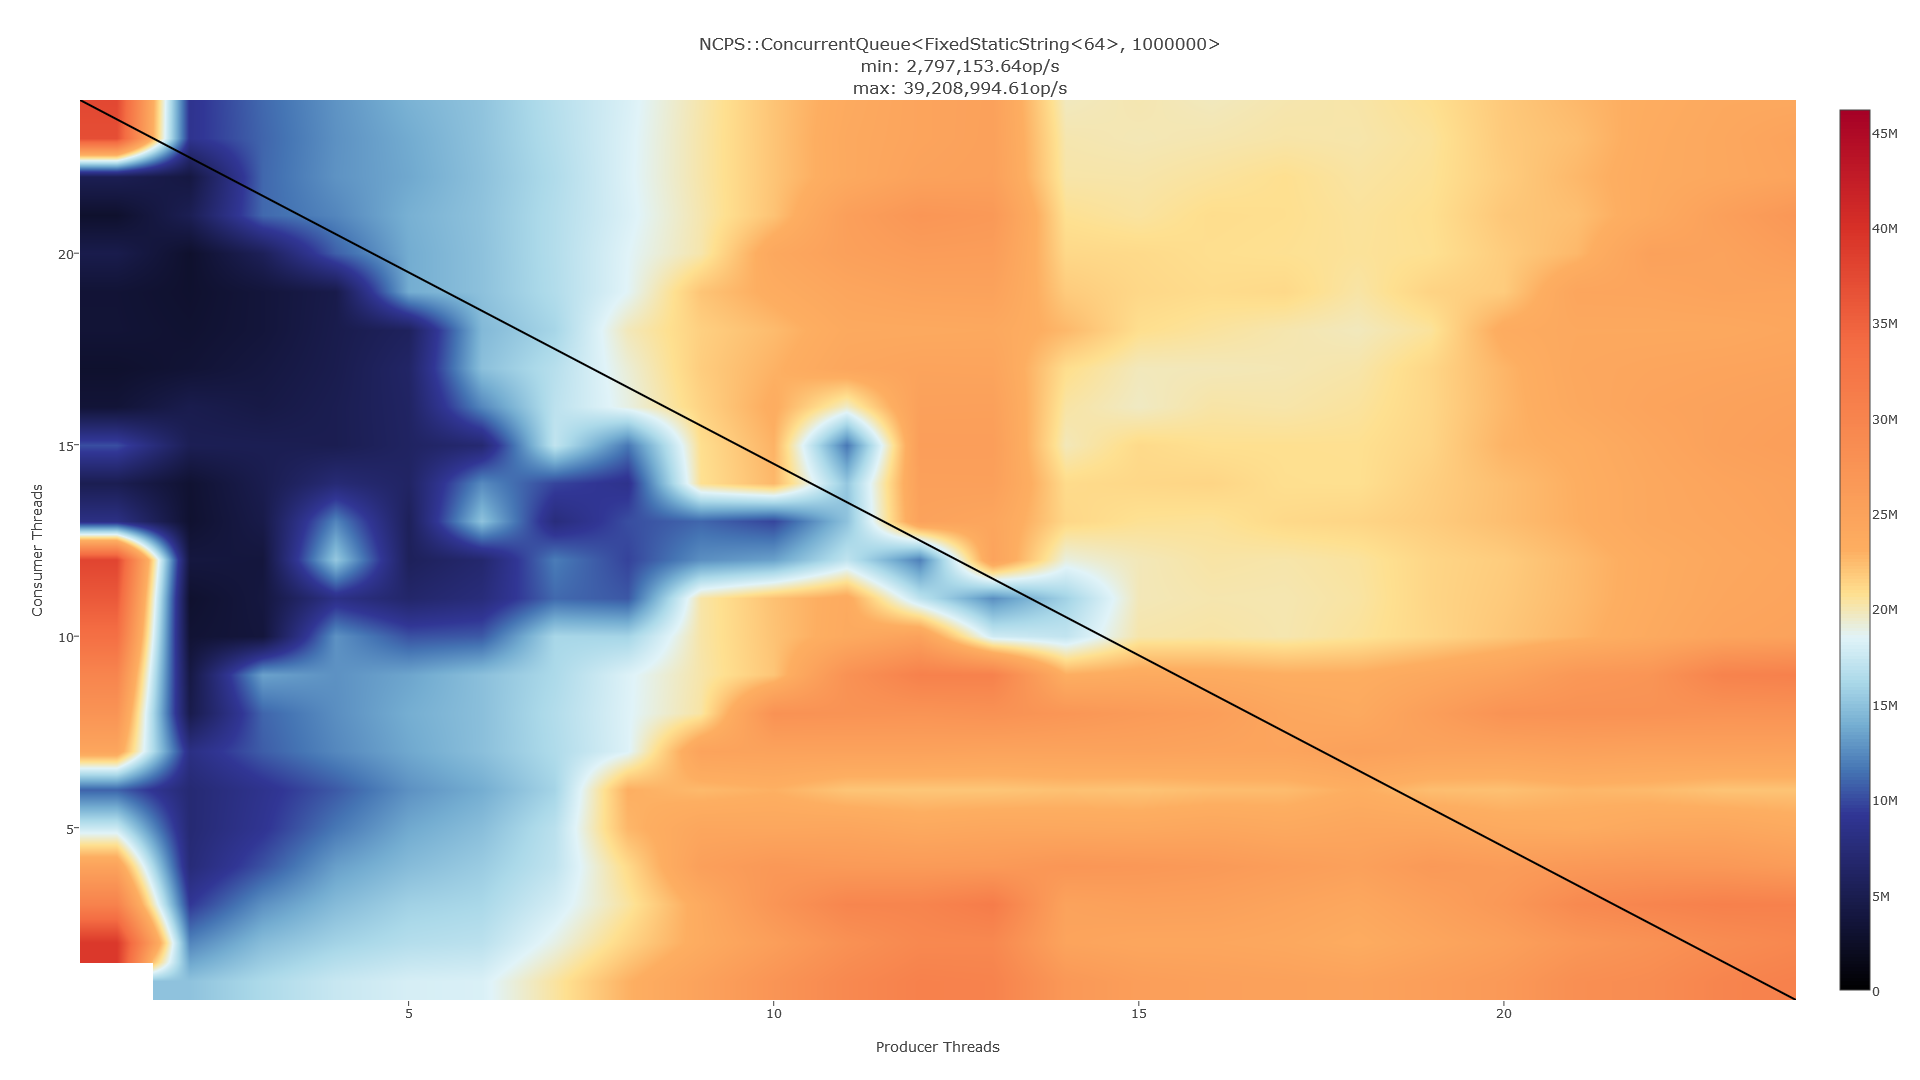 NCPS::ConcurrentQueue<FixedStaticString<64>, 1000000>
min: 2,797,153.64op/s
max: 39,208,994.61op/s
45M
40M
35M
30M
25M
20M
15M
10M
5M
0
Consumer Threads
20
15
10
5
5
10
15
20
Producer Threads